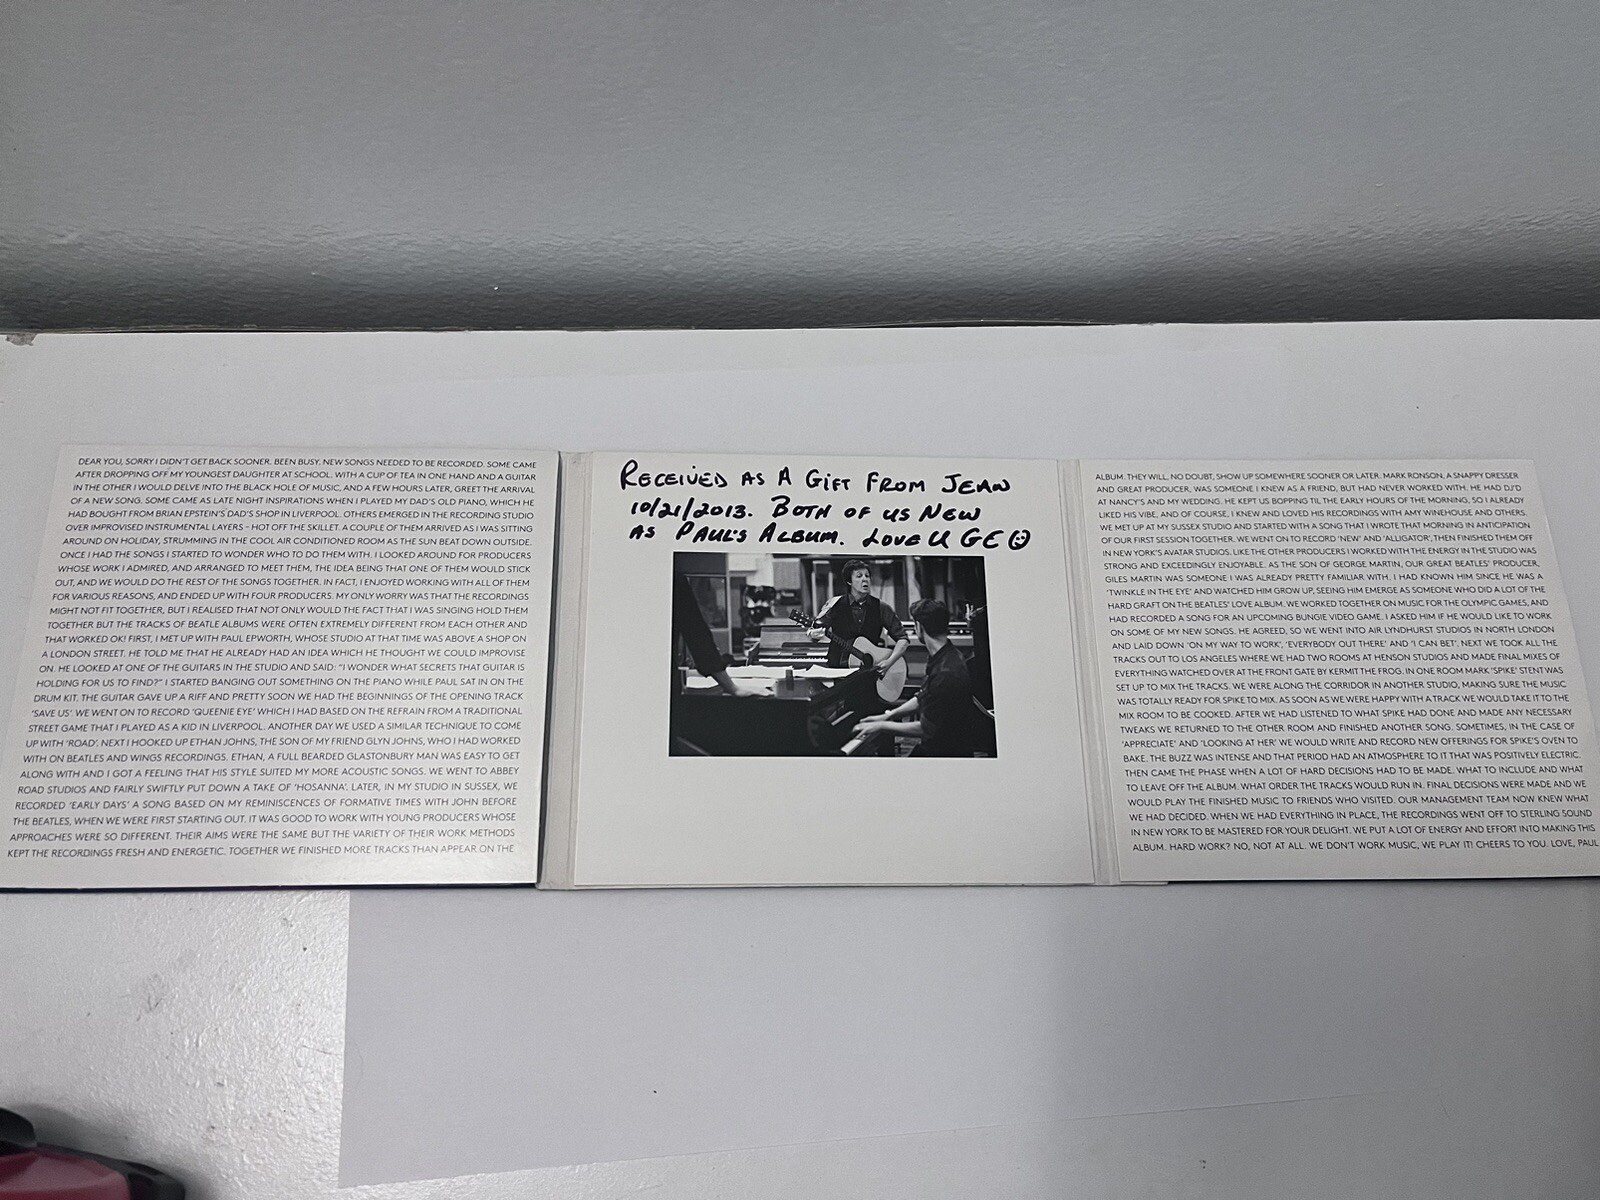 DEAR YOU, SORRY I DIDN'T GET BACK SOONER. BEEN BUSY. NEW SONGS NEEDED TO BE RECORDED. SOME CAME
AFTER DROPPING OFF MY YOUNGEST DAUGHTER AT SCHOOL. WITH A CUP OF TEA IN ONE HAND AND A GUITAR
IN THE OTHER I WOULD DELVE INTO THE BLACK HOLE OF MUSIC, AND A FEW HOURS LATER, GREET THE ARRIVAL
OF A NEW SONG. SOME CAME AS LATE NIGHT INSPIRATIONS WHEN I PLAYED MY DAD'S OLD PIANO, WHICH HE
HAD BOUGHT FROM BRIAN EPSTEIN'S DAD'S SHOP IN LIVERPOOL. OTHERS EMERGED IN THE RECORDING STUDIO
OVER IMPROVISED INSTRUMENTAL LAYERS – HOT OFF THE SKILLET. A COUPLE OF THEM ARRIVED AS I WAS SITTING
AROUND ON HOLIDAY, STRUMMING IN THE COOL AIR CONDITIONED ROOM AS THE SUN BEAT DOWN OUTSIDE.
ONCE I HAD THE SONGS I STARTED TO WONDER WHO TO DO THEM WITH. I LOOKED AROUND FOR PRODUCERS
WHOSE WORK I ADMIRED, AND ARRANGED TO MEET THEM, THE IDEA BEING THAT ONE OF THEM WOULD STICK
OUT, AND WE WOULD DO THE REST OF THE SONGS TOGETHER. IN FACT, I ENJOYED WORKING WITH ALL OF THEM
FOR VARIOUS REASONS, AND ENDED UP WITH FOUR PRODUCERS. MY ONLY WORRY WAS THAT THE RECORDINGS
MIGHT NOT FIT TOGETHER, BUT I REALISED THAT NOT ONLY WOULD THE FACT THAT I WAS SINGING HOLD THEM
TOGETHER BUT THE TRACKS OF BEATLE ALBUMS WERE OFTEN EXTREMELY DIFFERENT FROM EACH OTHER AND
THAT WORKED OK! FIRST, I MET UP WITH PAUL EPWORTH, WHOSE STUDIO AT THAT TIME WAS ABOVE A SHOP ON
A LONDON STREET. HE TOLD ME THAT HE ALREADY HAD AN IDEA WHICH HE THOUGHT WE COULD IMPROVISE
ON. HE LOOKED AT ONE OF THE GUITARS IN THE STUDIO AND SAID: "I WONDER WHAT SECRETS THAT GUITAR IS
HOLDING FOR US TO FIND?" I STARTED BANGING OUT SOMETHING ON THE PIANO WHILE PAUL SAT IN ON THE
DRUM KIT. THE GUITAR GAVE UP A RIFF AND PRETTY SOON WE HAD THE BEGINNINGS OF THE OPENING TRACK
'SAVE US'. WE WENT ON TO RECORD 'QUEENIE EYE' WHICH I HAD BASED ON THE REFRAIN FROM A TRADITIONAL
STREET GAME THAT I PLAYED AS A KID IN LIVERPOOL. ANOTHER DAY WE USED A SIMILAR TECHNIQUE TO COME
UP WITH 'ROAD'. NEXT I HOOKED UP ETHAN JOHNS, THE SON OF MY FRIEND GLYN JOHNS, WHO I HAD WORKED
WITH ON BEATLES AND WINGS RECORDINGS. ETHAN, A FULL BEARDED GLASTONBURY MAN WAS EASY TO GET
ALONG WITH AND I GOT A FEELING THAT HIS STYLE SUITED MY MORE ACOUSTIC SONGS. WE WENT TO ABBEY
ROAD STUDIOS AND FAIRLY SWIFTLY PUT DOWN A TAKE OF 'HOSANNA'. LATER, IN MY STUDIO IN SUSSEX, WE
RECORDED 'EARLY DAYS' A SONG BASED ON MY REMINISCENCES OF FORMATIVE TIMES WITH JOHN BEFORE
THE BEATLES, WHEN WE WERE FIRST STARTING OUT. IT WAS GOOD TO WORK WITH YOUNG PRODUCERS WHOSE
APPROACHES WERE SO DIFFERENT. THEIR AIMS WERE THE SAME BUT THE VARIETY OF THEIR WORK METHODS
KEPT THE RECORDINGS FRESH AND ENERGETIC. TOGETHER WE FINISHED MORE TRACKS THAN APPEAR ON THE
RECEIVED AS A GIFT FROM JEAN
10/21/2013. BOTH OF US NEW
AS PAUL'S ALBUM. LOVE U GE ☺
ALBUM. THEY WILL, NO DOUBT, SHOW UP SOMEWHERE SOONER OR LATER. MARK RONSON, A SNAPPY DRESSER
AND GREAT PRODUCER, WAS SOMEONE I KNEW AS A FRIEND, BUT HAD NEVER WORKED WITH. HE HAD DJ'D
AT NANCY'S AND MY WEDDING. HE KEPT US BOPPING TIL THE EARLY HOURS OF THE MORNING, SO I ALREADY
LIKED HIS VIBE, AND OF COURSE, I KNEW AND LOVED HIS RECORDINGS WITH AMY WINEHOUSE AND OTHERS.
WE MET UP AT MY SUSSEX STUDIO AND STARTED WITH A SONG THAT I WROTE THAT MORNING IN ANTICIPATION
OF OUR FIRST SESSION TOGETHER. WE WENT ON TO RECORD 'NEW' AND 'ALLIGATOR', THEN FINISHED THEM OFF
IN NEW YORK'S AVATAR STUDIOS. LIKE THE OTHER PRODUCERS I WORKED WITH THE ENERGY IN THE STUDIO WAS
STRONG AND EXCEEDINGLY ENJOYABLE. AS THE SON OF GEORGE MARTIN, OUR GREAT BEATLES' PRODUCER,
GILES MARTIN WAS SOMEONE I WAS ALREADY PRETTY FAMILIAR WITH. I HAD KNOWN HIM SINCE HE WAS A
'TWINKLE IN THE EYE' AND WATCHED HIM GROW UP, SEEING HIM EMERGE AS SOMEONE WHO DID A LOT OF THE
HARD GRAFT ON THE BEATLES' LOVE ALBUM. WE WORKED TOGETHER ON MUSIC FOR THE OLYMPIC GAMES, AND
HAD RECORDED A SONG FOR AN UPCOMING BUNGIE VIDEO GAME. I ASKED HIM IF HE WOULD LIKE TO WORK
ON SOME OF MY NEW SONGS. HE AGREED, SO WE WENT INTO AIR LYNDHURST STUDIOS IN NORTH LONDON
AND LAID DOWN 'ON MY WAY TO WORK', 'EVERYBODY OUT THERE' AND 'I CAN BET'. NEXT WE TOOK ALL THE
TRACKS OUT TO LOS ANGELES WHERE WE HAD TWO ROOMS AT HENSON STUDIOS AND MADE FINAL MIXES OF
EVERYTHING WATCHED OVER AT THE FRONT GATE BY KERMIT THE FROG. IN ONE ROOM MARK 'SPIKE' STENT WAS
SET UP TO MIX THE TRACKS. WE WERE ALONG THE CORRIDOR IN ANOTHER STUDIO, MAKING SURE THE MUSIC
WAS TOTALLY READY FOR SPIKE TO MIX. AS SOON AS WE WERE HAPPY WITH A TRACK WE WOULD TAKE IT TO THE
MIX ROOM TO BE COOKED. AFTER WE HAD LISTENED TO WHAT SPIKE HAD DONE AND MADE ANY NECESSARY
TWEAKS WE RETURNED TO THE OTHER ROOM AND FINISHED ANOTHER SONG. SOMETIMES, IN THE CASE OF
'APPRECIATE' AND 'LOOKING AT HER' WE WOULD WRITE AND RECORD NEW OFFERINGS FOR SPIKE'S OVEN TO
BAKE. THE BUZZ WAS INTENSE AND THAT PERIOD HAD AN ATMOSPHERE TO IT THAT WAS POSITIVELY ELECTRIC.
THEN CAME THE PHASE WHEN A LOT OF HARD DECISIONS HAD TO BE MADE. WHAT TO INCLUDE AND WHAT
TO LEAVE OFF THE ALBUM. WHAT ORDER THE TRACKS WOULD RUN IN. FINAL DECISIONS WERE MADE AND WE
WOULD PLAY THE FINISHED MUSIC TO FRIENDS WHO VISITED. OUR MANAGEMENT TEAM NOW KNEW WHAT
WE HAD DECIDED. WHEN WE HAD EVERYTHING IN PLACE, THE RECORDINGS WENT OFF TO STERLING SOUND
IN NEW YORK TO BE MASTERED FOR YOUR DELIGHT. WE PUT A LOT OF ENERGY AND EFFORT INTO MAKING THIS
ALBUM. HARD WORK? NO, NOT AT ALL. WE DON'T WORK MUSIC, WE PLAY IT! CHEERS TO YOU. LOVE, PAUL